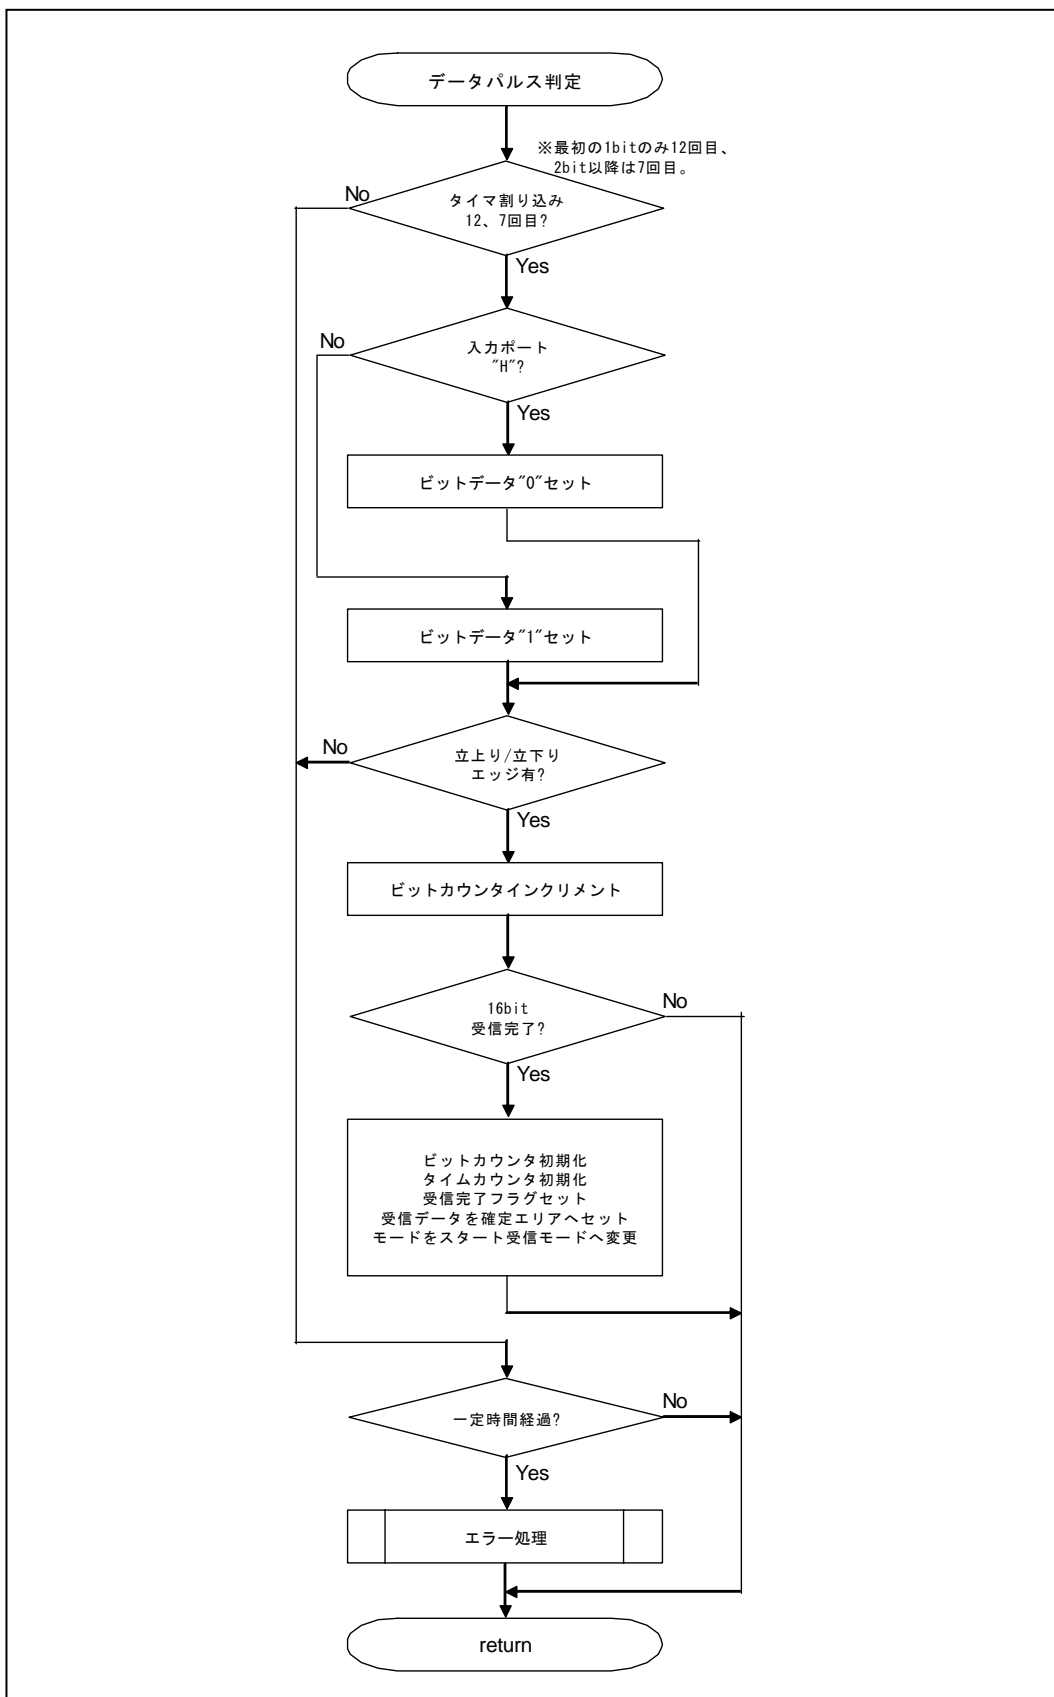 データパルス判定
※最初の1bitのみ12回目、
2bit以降は7回目。
No
タイマ割り込み
12、7回目?
Yes
No
入力ポート
"H"?
Yes
ビットデータ"0"セット
ビットデータ"1"セット
No
立上り/立下り
エッジ有?
Yes
ビットカウンタインクリメント
16bit
受信完了?
No
Yes
ビットカウンタ初期化
タイムカウンタ初期化
受信完了フラグセット
受信データを確定エリアへセット
モードをスタート受信モードへ変更
一定時間経過?
No
Yes
エラー処理
return